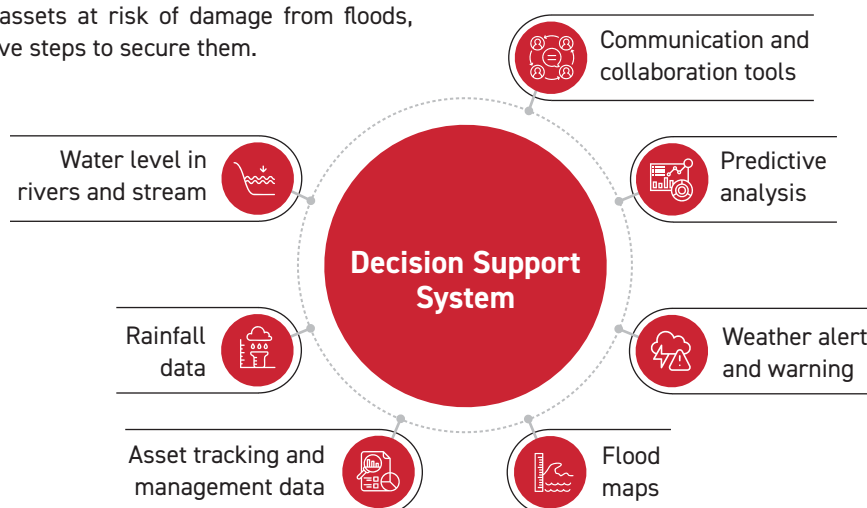 assets at risk of damage from floods,
ve steps to secure them.
Communication and
collaboration tools
Water level in
rivers and stream
Predictive
analysis
Decision Support
System
Rainfall
data
Weather alert
and warning
Asset tracking and
management data
Flood
maps